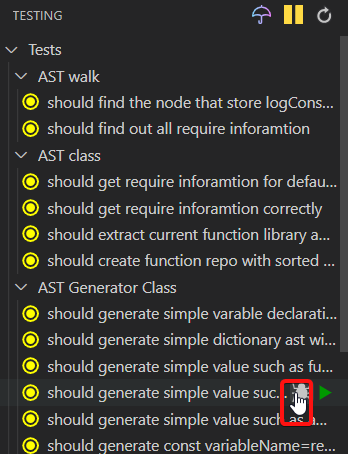 TESTING
Tests
AST walk
should find the node that store logCons...
should find out all require inforamtion
AST class
should get require inforamtion for defau...
should get require inforamtion correctly
should extract current function library a...
should create function repo with sorted ...
AST Generator Class
should generate simple varable declarati...
should generate simple dictionary ast wi...
should generate simple value such as fu...
should generate simple value suc...
should generate simple value such as
should generate const variableName=re...